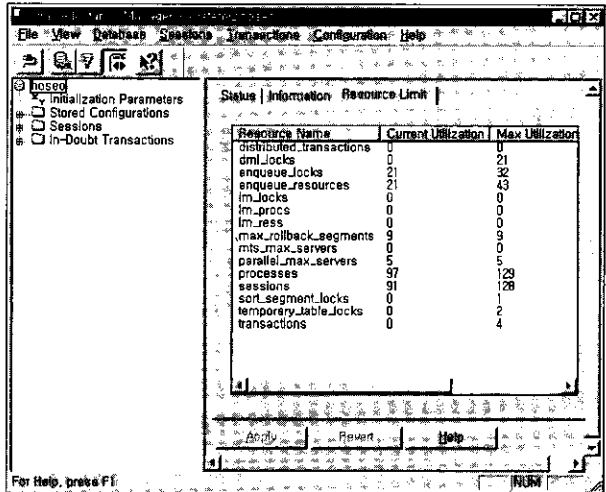 File View Database Sessions Transactions Configuration Help
hoseo
Initialization Parameters
Stored Configurations
Sessions
In-Doubt Transactions
Status Information Resource Limit
Resource Name Current Utilization Max Utilization
distributed_transactions 0 0
dml_locks 0 21
enqueue_locks 21 32
enqueue_resources 21 43
lm_locks 0 0
lm_procs 0 0
lm_ress 0 0
max_rollback_segments 9 9
mts_max_servers 0 0
parallel_max_servers 5 5
processes 97 129
sessions 91 128
sort_segment_locks 0 1
temporary_table_locks 0 2
transactions 0 4
Apply Revert Help
For Help, press F1 NUM